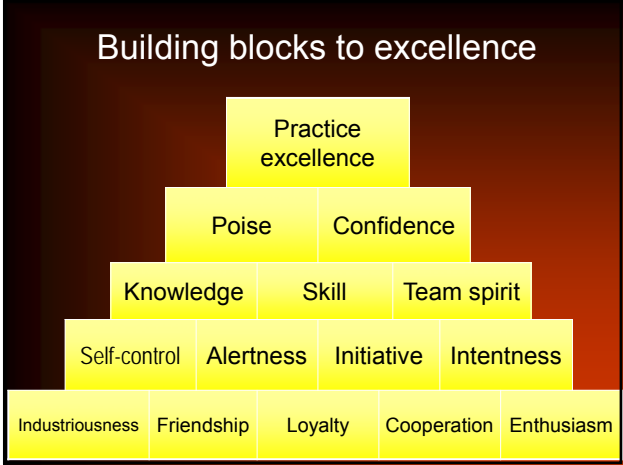 Building blocks to excellence
Practice
excellence
Poise Confidence
Knowledge Skill Team spirit
Self-control Alertness Initiative Intentness
Industriousness Friendship Loyalty Cooperation Enthusiasm